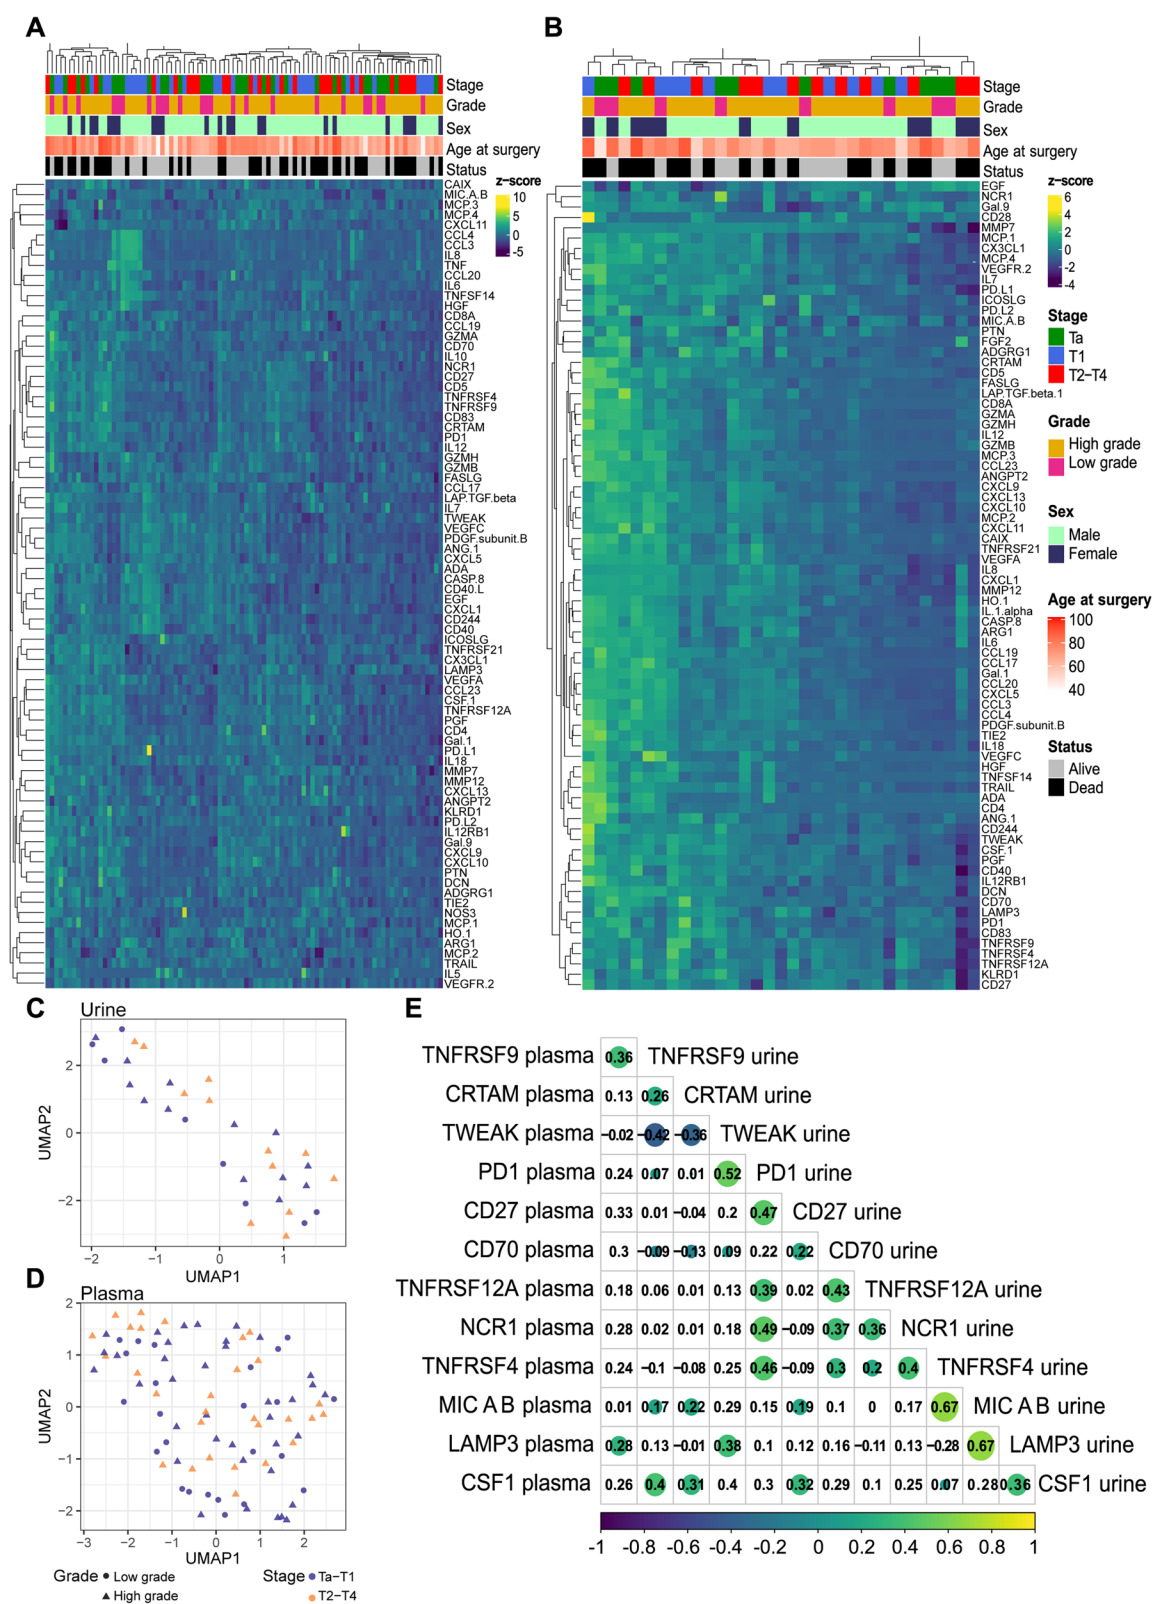 A
Stage
Grade
Sex
Age at surgery
Status
CAIX
MIC.A.B
MCP.3
MCP.4
CXCL11
CCL4
CCL3
IL8
TNF
CCL20
IL6
TNFSF14
HGF
CD8A
CCL19
GZMA
CD70
IL10
NCR1
CD27
CD5
TNFRSF4
TNFRSF9
CD83
CRTAM
PD1
IL12
GZMH
GZMB
FASLG
CCL17
LAP.TGF.beta
IL7
TWEAK
VEGFC
PDGF.subunit.B
ANG.1
CXCL5
ADA
CASP.8
CD40.L
EGF
CXCL1
CD244
CD40
ICOSLG
TNFRSF21
CX3CL1
LAMP3
VEGFA
CCL23
CSF.1
TNFRSF12A
PGF
CD4
Gal.1
PD.L1
IL18
MMP7
MMP12
CXCL13
ANGPT2
KLRD1
PD.L2
IL12RB1
Gal.9
CXCL9
CXCL10
PTN
DCN
ADGRG1
TIE2
NOS3
MCP.1
HO.1
ARG1
MCP.2
TRAIL
IL5
VEGFR.2
z-score
10
5
0
-5
B
Stage
Grade
Sex
Age at surgery
Status
EGF
NCR1
Gal.9
CD28
MMP7
MCP.1
CX3CL1
MCP.4
VEGFR.2
IL7
PD.L1
ICOSLG
PD.L2
MIC.A.B
PTN
FGF2
ADGRG1
CRTAM
CD5
FASLG
LAP.TGF.beta.1
CD8A
GZMA
GZMH
IL12
GZMB
MCP.3
CCL23
ANGPT2
CXCL9
CXCL13
CXCL10
MCP.2
CXCL11
CAIX
TNFRSF21
VEGFA
IL8
CXCL1
MMP12
HO.1
IL.1.alpha
CASP.8
ARG1
IL6
CCL19
CCL17
Gal.1
CCL20
CXCL5
CCL3
CCL4
PDGF.subunit.B
TIE2
IL18
VEGFC
HGF
TNFSF14
TRAIL
ADA
CD4
ANG.1
CD244
TWEAK
CSF.1
PGF
CD40
IL12RB1
DCN
CD70
LAMP3
PD1
CD83
TNFRSF9
TNFRSF4
TNFRSF12A
KLRD1
CD27
z-score
6
4
2
0
-2
-4
Stage
Ta
T1
T2-T4
Grade
High grade
Low grade
Sex
Male
Female
Age at surgery
100
80
60
40
Status
Alive
Dead
C
Urine
UMAP2
2
0
−2
−2 −1 0 1
UMAP1
D
Plasma
UMAP2
2
1
0
−1
−2
−3 −2 −1 0 1 2
UMAP1
Grade Low grade
High grade
Stage Ta−T1
T2−T4
E
TNFRSF9 plasma 0.36 TNFRSF9 urine
CRTAM plasma 0.13 0.26 CRTAM urine
TWEAK plasma −0.02 −0.42 −0.36 TWEAK urine
PD1 plasma 0.24 0.07 0.01 0.52 PD1 urine
CD27 plasma 0.33 0.01 −0.04 0.2 0.47 CD27 urine
CD70 plasma 0.3 −0.09 −0.13 0.09 0.22 0.22 CD70 urine
TNFRSF12A plasma 0.18 0.06 0.01 0.13 0.39 0.02 0.43 TNFRSF12A urine
NCR1 plasma 0.28 0.02 0.01 0.18 0.49 −0.09 0.37 0.36 NCR1 urine
TNFRSF4 plasma 0.24 −0.1 −0.08 0.25 0.46 −0.09 0.3 0.2 0.4 TNFRSF4 urine
MIC A B plasma 0.01 0.17 0.22 0.29 0.15 0.19 0.1 0 0.17 0.67 MIC A B urine
LAMP3 plasma 0.28 0.13 −0.01 0.38 0.1 0.12 0.16 −0.11 0.13 −0.28 0.67 LAMP3 urine
CSF1 plasma 0.26 0.4 0.31 0.4 0.3 0.32 0.29 0.1 0.25 0.07 0.28 0.36 CSF1 urine
-1 -0.8 -0.6 -0.4 -0.2 0 0.2 0.4 0.6 0.8 1